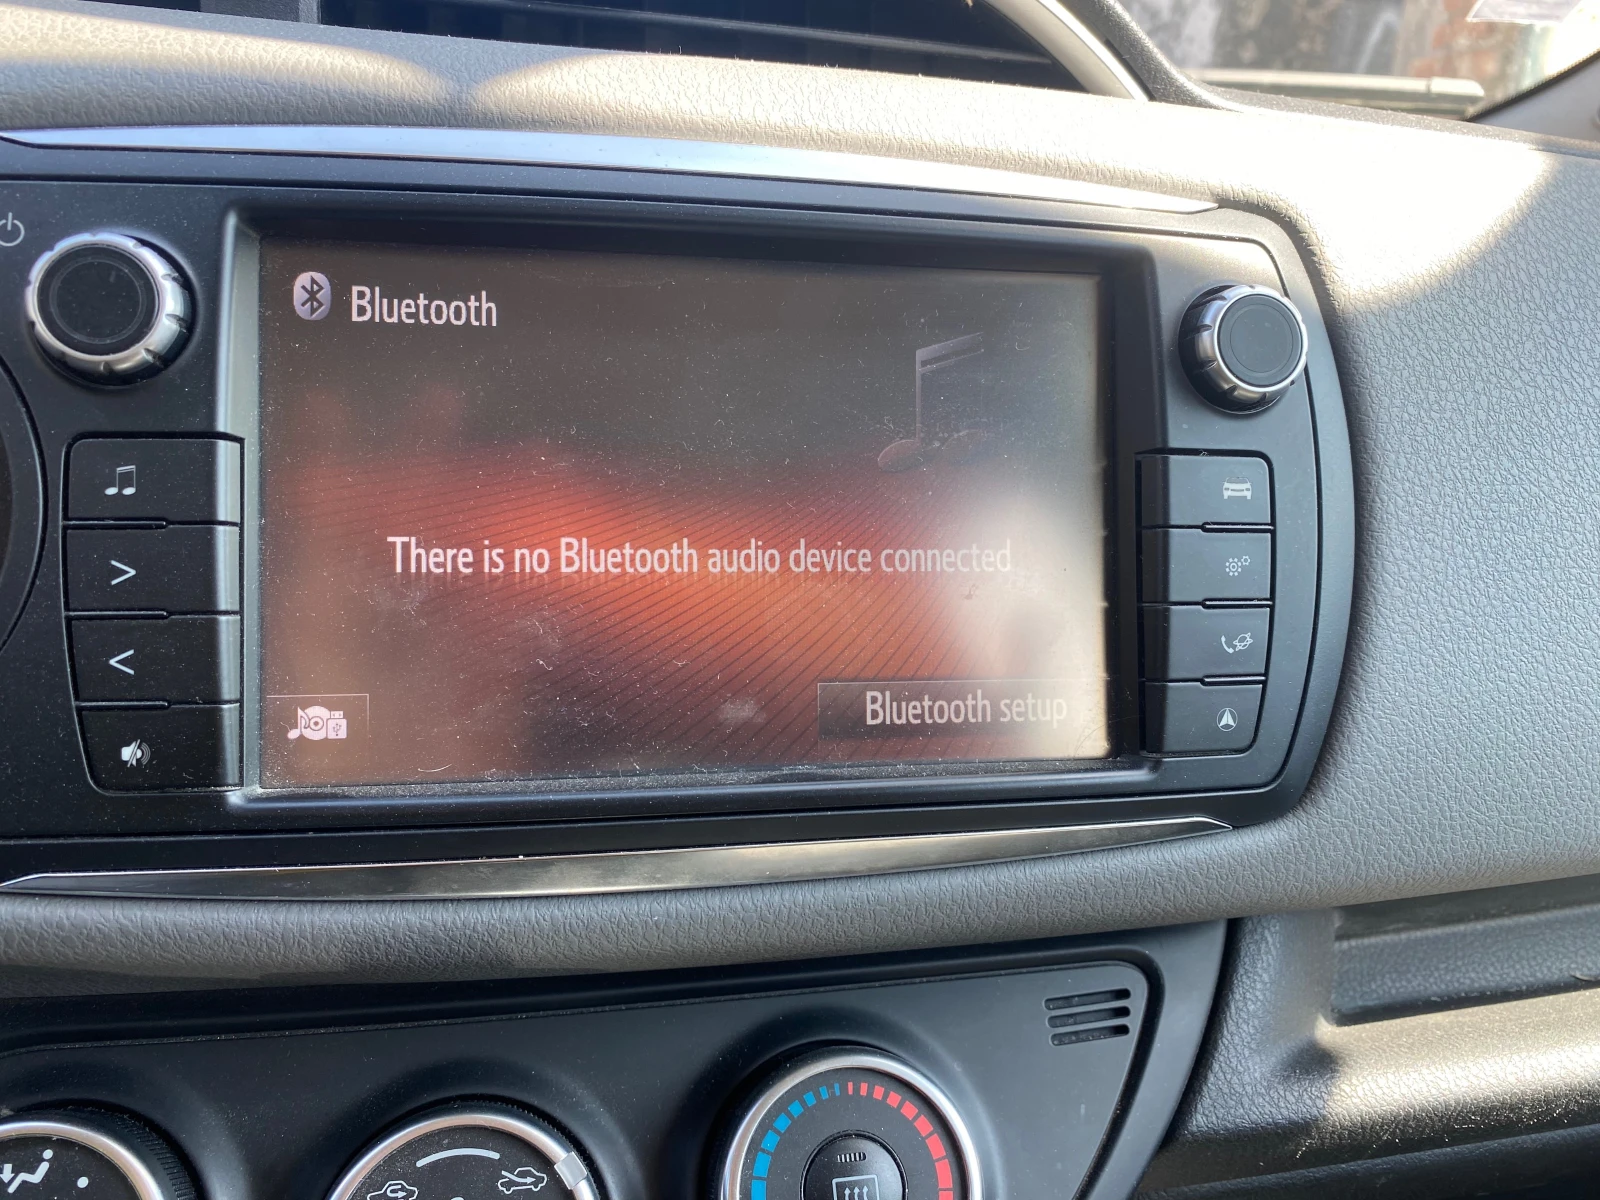 Bluetooth
There is no Bluetooth audio device connected
Bluetooth setup